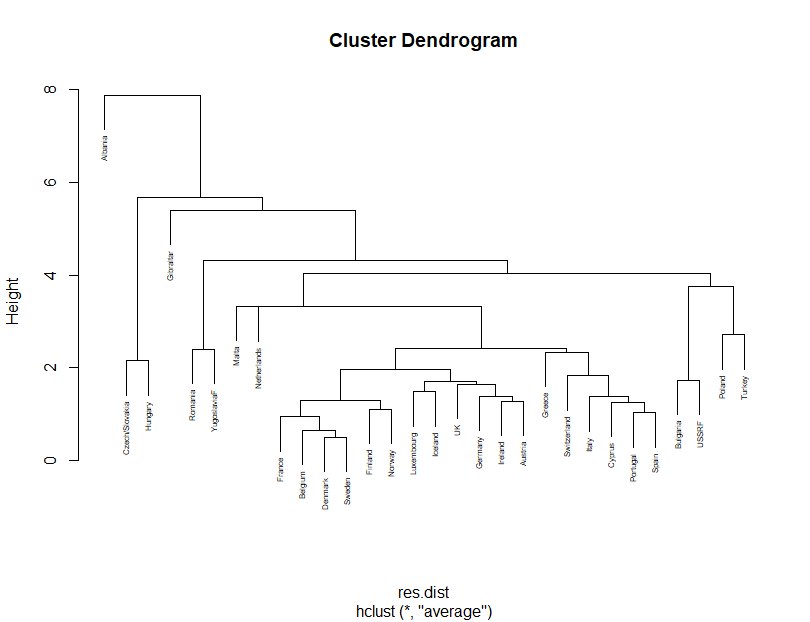 Cluster Dendrogram
Height
8
6
4
2
0
Albania
Czech/Slovakia
Hungary
Gibraltar
Romania
YugoslaviaF
Malta
Netherlands
France
Belgium
Denmark
Sweden
Finland
Norway
Luxembourg
Iceland
UK
Germany
Ireland
Austria
Greece
Switzerland
Italy
Cyprus
Portugal
Spain
Bulgaria
USSRF
Poland
Turkey
res.dist
hclust (*, "average")